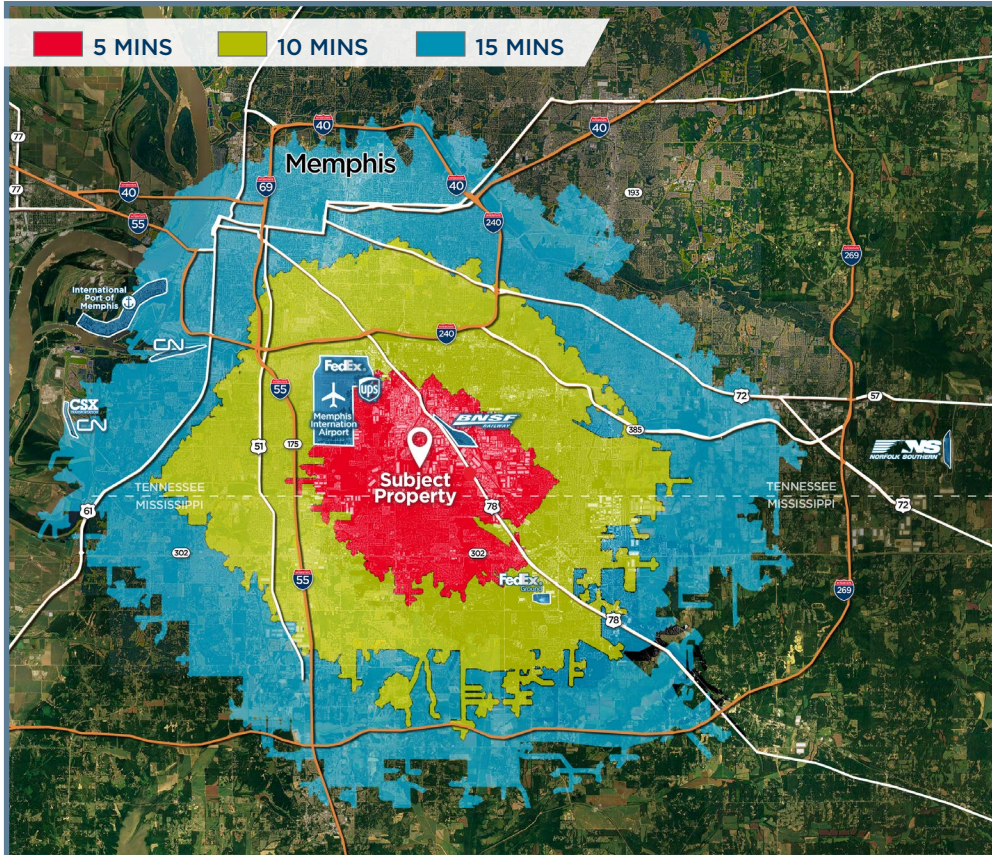 5 MINS
10 MINS
15 MINS
40
40
Memphis
77
77
40
69
40
193
55
240
269
International
Port of
Memphis
CN
240
FedEx
ups
Memphis
Internation
Airport
55
72
57
CSX
CN
BNSF
RAILWAY
385
51
175
NS
NORFOLK SOUTHERN
Subject
Property
TENNESSEE
MISSISSIPPI
TENNESSEE
MISSISSIPPI
61
78
72
302
302
55
FedEx
Ground
269
78